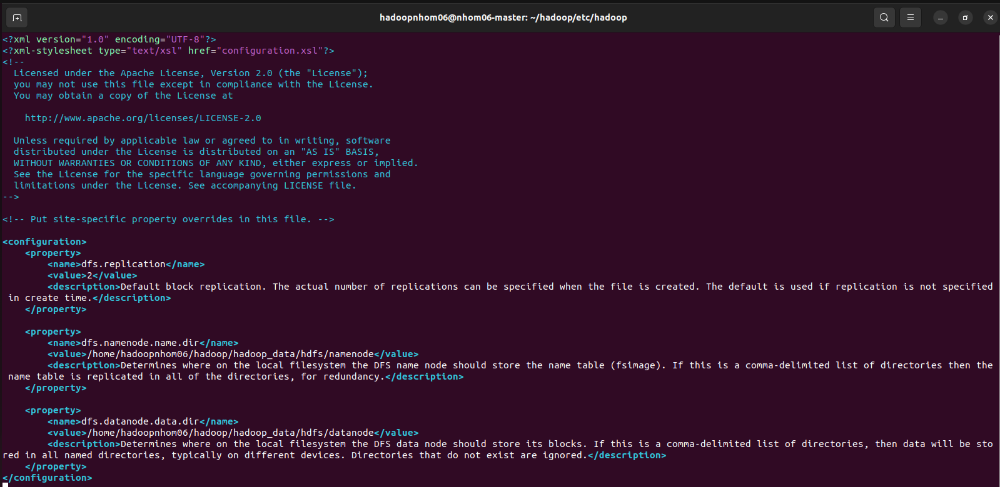 hadoopnhom06@nhom06-master: ~/hadoop/etc/hadoop
<?xml version="1.0" encoding="UTF-8"?>
<?xml-stylesheet type="text/xsl" href="configuration.xsl"?>
<!--
  Licensed under the Apache License, Version 2.0 (the "License");
  you may not use this file except in compliance with the License.
  You may obtain a copy of the License at

    http://www.apache.org/licenses/LICENSE-2.0

  Unless required by applicable law or agreed to in writing, software
  distributed under the License is distributed on an "AS IS" BASIS,
  WITHOUT WARRANTIES OR CONDITIONS OF ANY KIND, either express or implied.
  See the License for the specific language governing permissions and
  limitations under the License. See accompanying LICENSE file.
-->

<!-- Put site-specific property overrides in this file. -->

<configuration>
    <property>
        <name>dfs.replication</name>
        <value>2</value>
        <description>Default block replication. The actual number of replications can be specified when the file is created. The default is used if replication is not specified
 in create time.</description>
    </property>

    <property>
        <name>dfs.namenode.name.dir</name>
        <value>/home/hadoopnhom06/hadoop/hadoop_data/hdfs/namenode</value>
        <description>Determines where on the local filesystem the DFS name node should store the name table (fsimage). If this is a comma-delimited list of directories then the
 name table is replicated in all of the directories, for redundancy.</description>
    </property>

    <property>
        <name>dfs.datanode.data.dir</name>
        <value>/home/hadoopnhom06/hadoop/hadoop_data/hdfs/datanode</value>
        <description>Determines where on the local filesystem the DFS data node should store its blocks. If this is a comma-delimited list of directories, then data will be sto
red in all named directories, typically on different devices. Directories that do not exist are ignored.</description>
    </property>
</configuration>